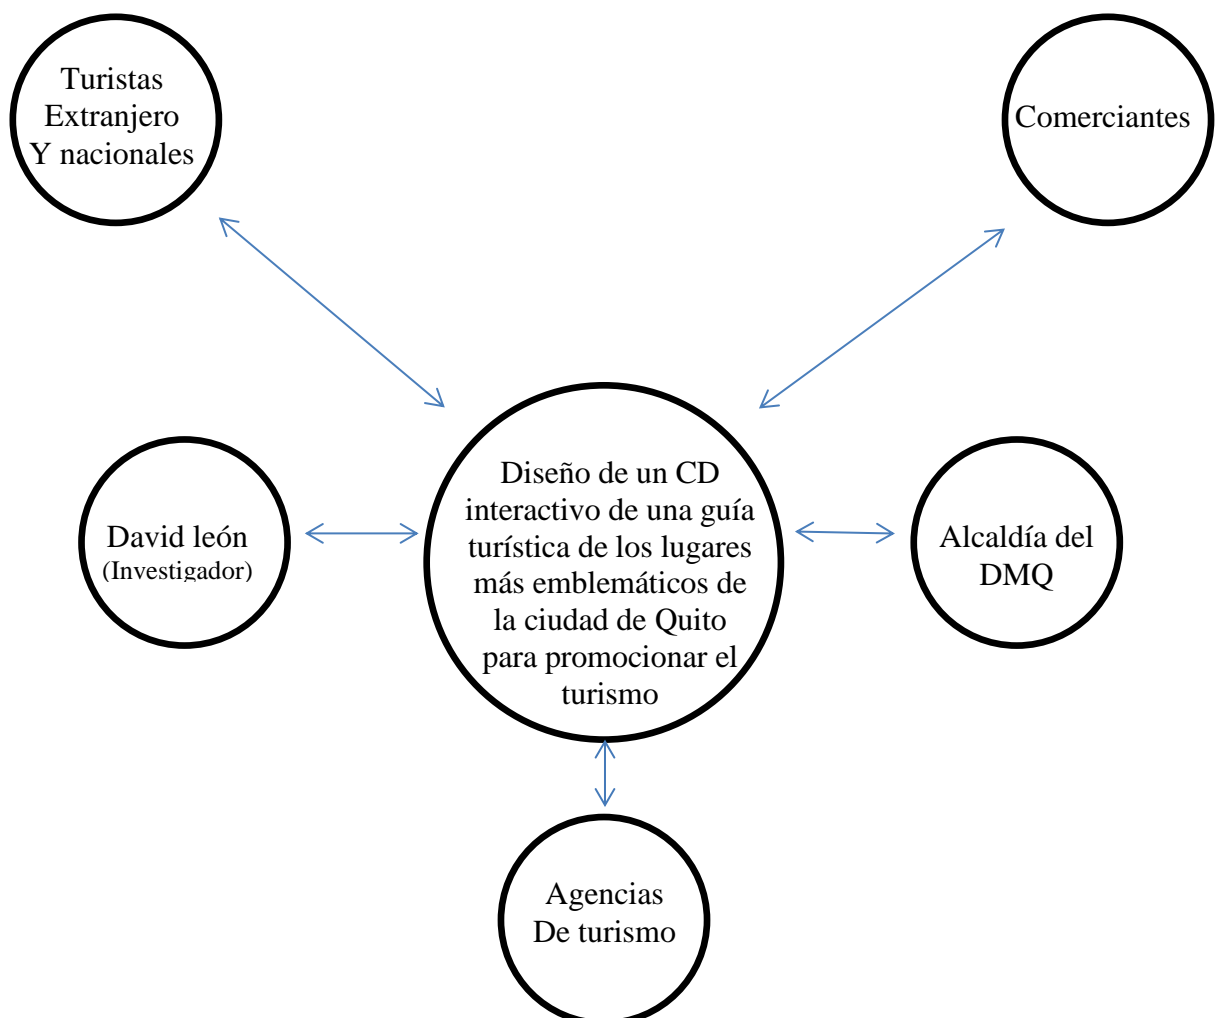 Turistas
Extranjero
Y nacionales
Comerciantes
Diseño de un CD
interactivo de una guía
turística de los lugares
más emblemáticos de
la ciudad de Quito
para promocionar el
turismo
David león
(Investigador)
Alcaldía del
DMQ
Agencias
De turismo